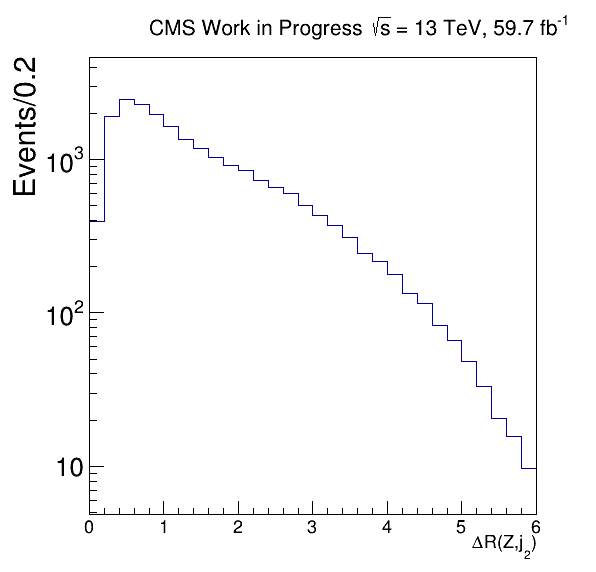 CMS Work in Progress √s = 13 TeV, 59.7 fb⁻¹
Events/0.2
10³
10²
10
0 1 2 3 4 5 6
ΔR(Z,j₂)